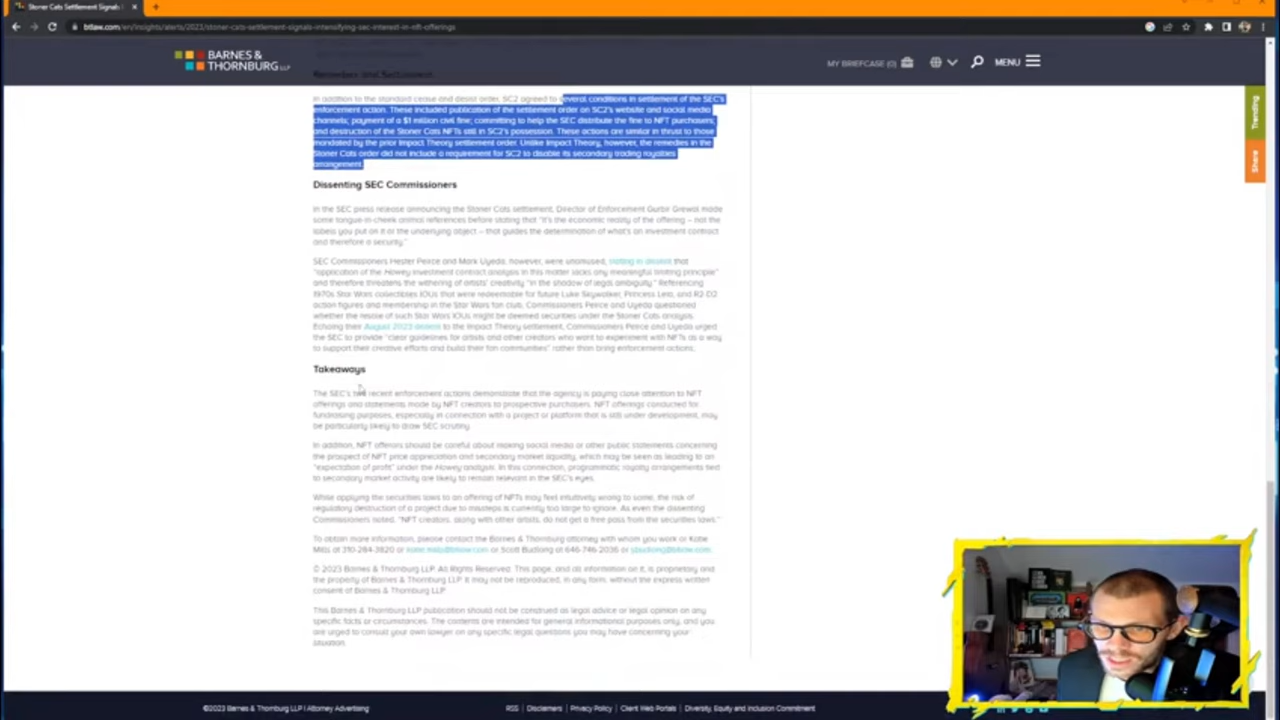 Stoner Cats Settlement Signals
btlaw.com/en/insights/alerts/2023/stoner-cats-settlement-signals-intensifying-sec-interest-in-nft-offerings
BARNES &
THORNBURG LLP
MY BRIEFCASE (0)
MENU
Remedies and Settlement
In addition to the standard cease and desist order, SC2 agreed to several conditions in settlement of the SEC's
enforcement action. These included publication of the settlement order on SC2's website and social media
channels; payment of a $1 million civil fine; committing to help the SEC distribute the fine to NFT purchasers;
and destruction of the Stoner Cats NFTs still in SC2's possession. These actions are similar in thrust to those
mandated by the prior Impact Theory settlement order. Unlike Impact Theory, however, the remedies in the
Stoner Cats order did not include a requirement for SC2 to disable its secondary trading royalties
arrangement.
Dissenting SEC Commissioners
In the SEC press release announcing the Stoner Cats settlement, Director of Enforcement Gurbir Grewal made
some tongue-in-cheek animal references before stating that "it's the economic reality of the offering – not the
labels you put on it or the underlying object – that guides the determination of what's an investment contract
and therefore a security."
SEC Commissioners Hester Peirce and Mark Uyeda, however, were unamused, stating in dissent that
"application of the Howey investment contract analysis in this matter lacks any meaningful limiting principle"
and therefore threatens the withering of artists' creativity "in the shadow of legal ambiguity." Referencing
1970s Star Wars collectibles IOUs that were redeemable for future Luke Skywalker, Princess Leia, and R2-D2
action figures and membership in the Star Wars fan club, Commissioners Peirce and Uyeda questioned
whether the resale of such Star Wars IOUs might be deemed securities under the Stoner Cats analysis.
Echoing their August 2023 dissent to the Impact Theory settlement, Commissioners Peirce and Uyeda urged
the SEC to provide "clear guidelines for artists and other creators who want to experiment with NFTs as a way
to support their creative efforts and build their fan communities" rather than bring enforcement actions.
Takeaways
The SEC's two recent enforcement actions demonstrate that the agency is paying close attention to NFT
offerings and statements made by NFT creators to prospective purchasers. NFT offerings conducted for
fundraising purposes, especially in connection with a project or platform that is still under development, may
be particularly likely to draw SEC scrutiny.
In addition, NFT offerors should be careful about making social media or other public statements concerning
the prospect of NFT price appreciation and secondary market liquidity, which may be seen as leading to an
"expectation of profit" under the Howey analysis. In this connection, programmatic royalty arrangements tied
to secondary market activity are likely to remain relevant in the SEC's eyes.
While applying the securities laws to an offering of NFTs may feel intuitively wrong to some, the risk of
regulatory destruction of a project due to missteps is currently too large to ignore. As even the dissenting
Commissioners noted, "NFT creators, along with other artists, do not get a free pass from the securities laws."
To obtain more information, please contact the Barnes & Thornburg attorney with whom you work or Katie
Mills at 310-284-3820 or katie.mills@btlaw.com or Scott Budlong at 646-746-2036 or sbudlong@btlaw.com.
© 2023 Barnes & Thornburg LLP. All Rights Reserved. This page, and all information on it, is proprietary and
the property of Barnes & Thornburg LLP. It may not be reproduced, in any form, without the express written
consent of Barnes & Thornburg LLP.
This Barnes & Thornburg LLP publication should not be construed as legal advice or legal opinion on any
specific facts or circumstances. The contents are intended for general informational purposes only, and you
are urged to consult your own lawyer on any specific legal questions you may have concerning your
situation.
Trending
Share
©2023 Barnes & Thornburg LLP | Attorney Advertising
RSS | Disclaimers | Privacy Policy | Client Web Portals | Diversity, Equity and Inclusion Commitment